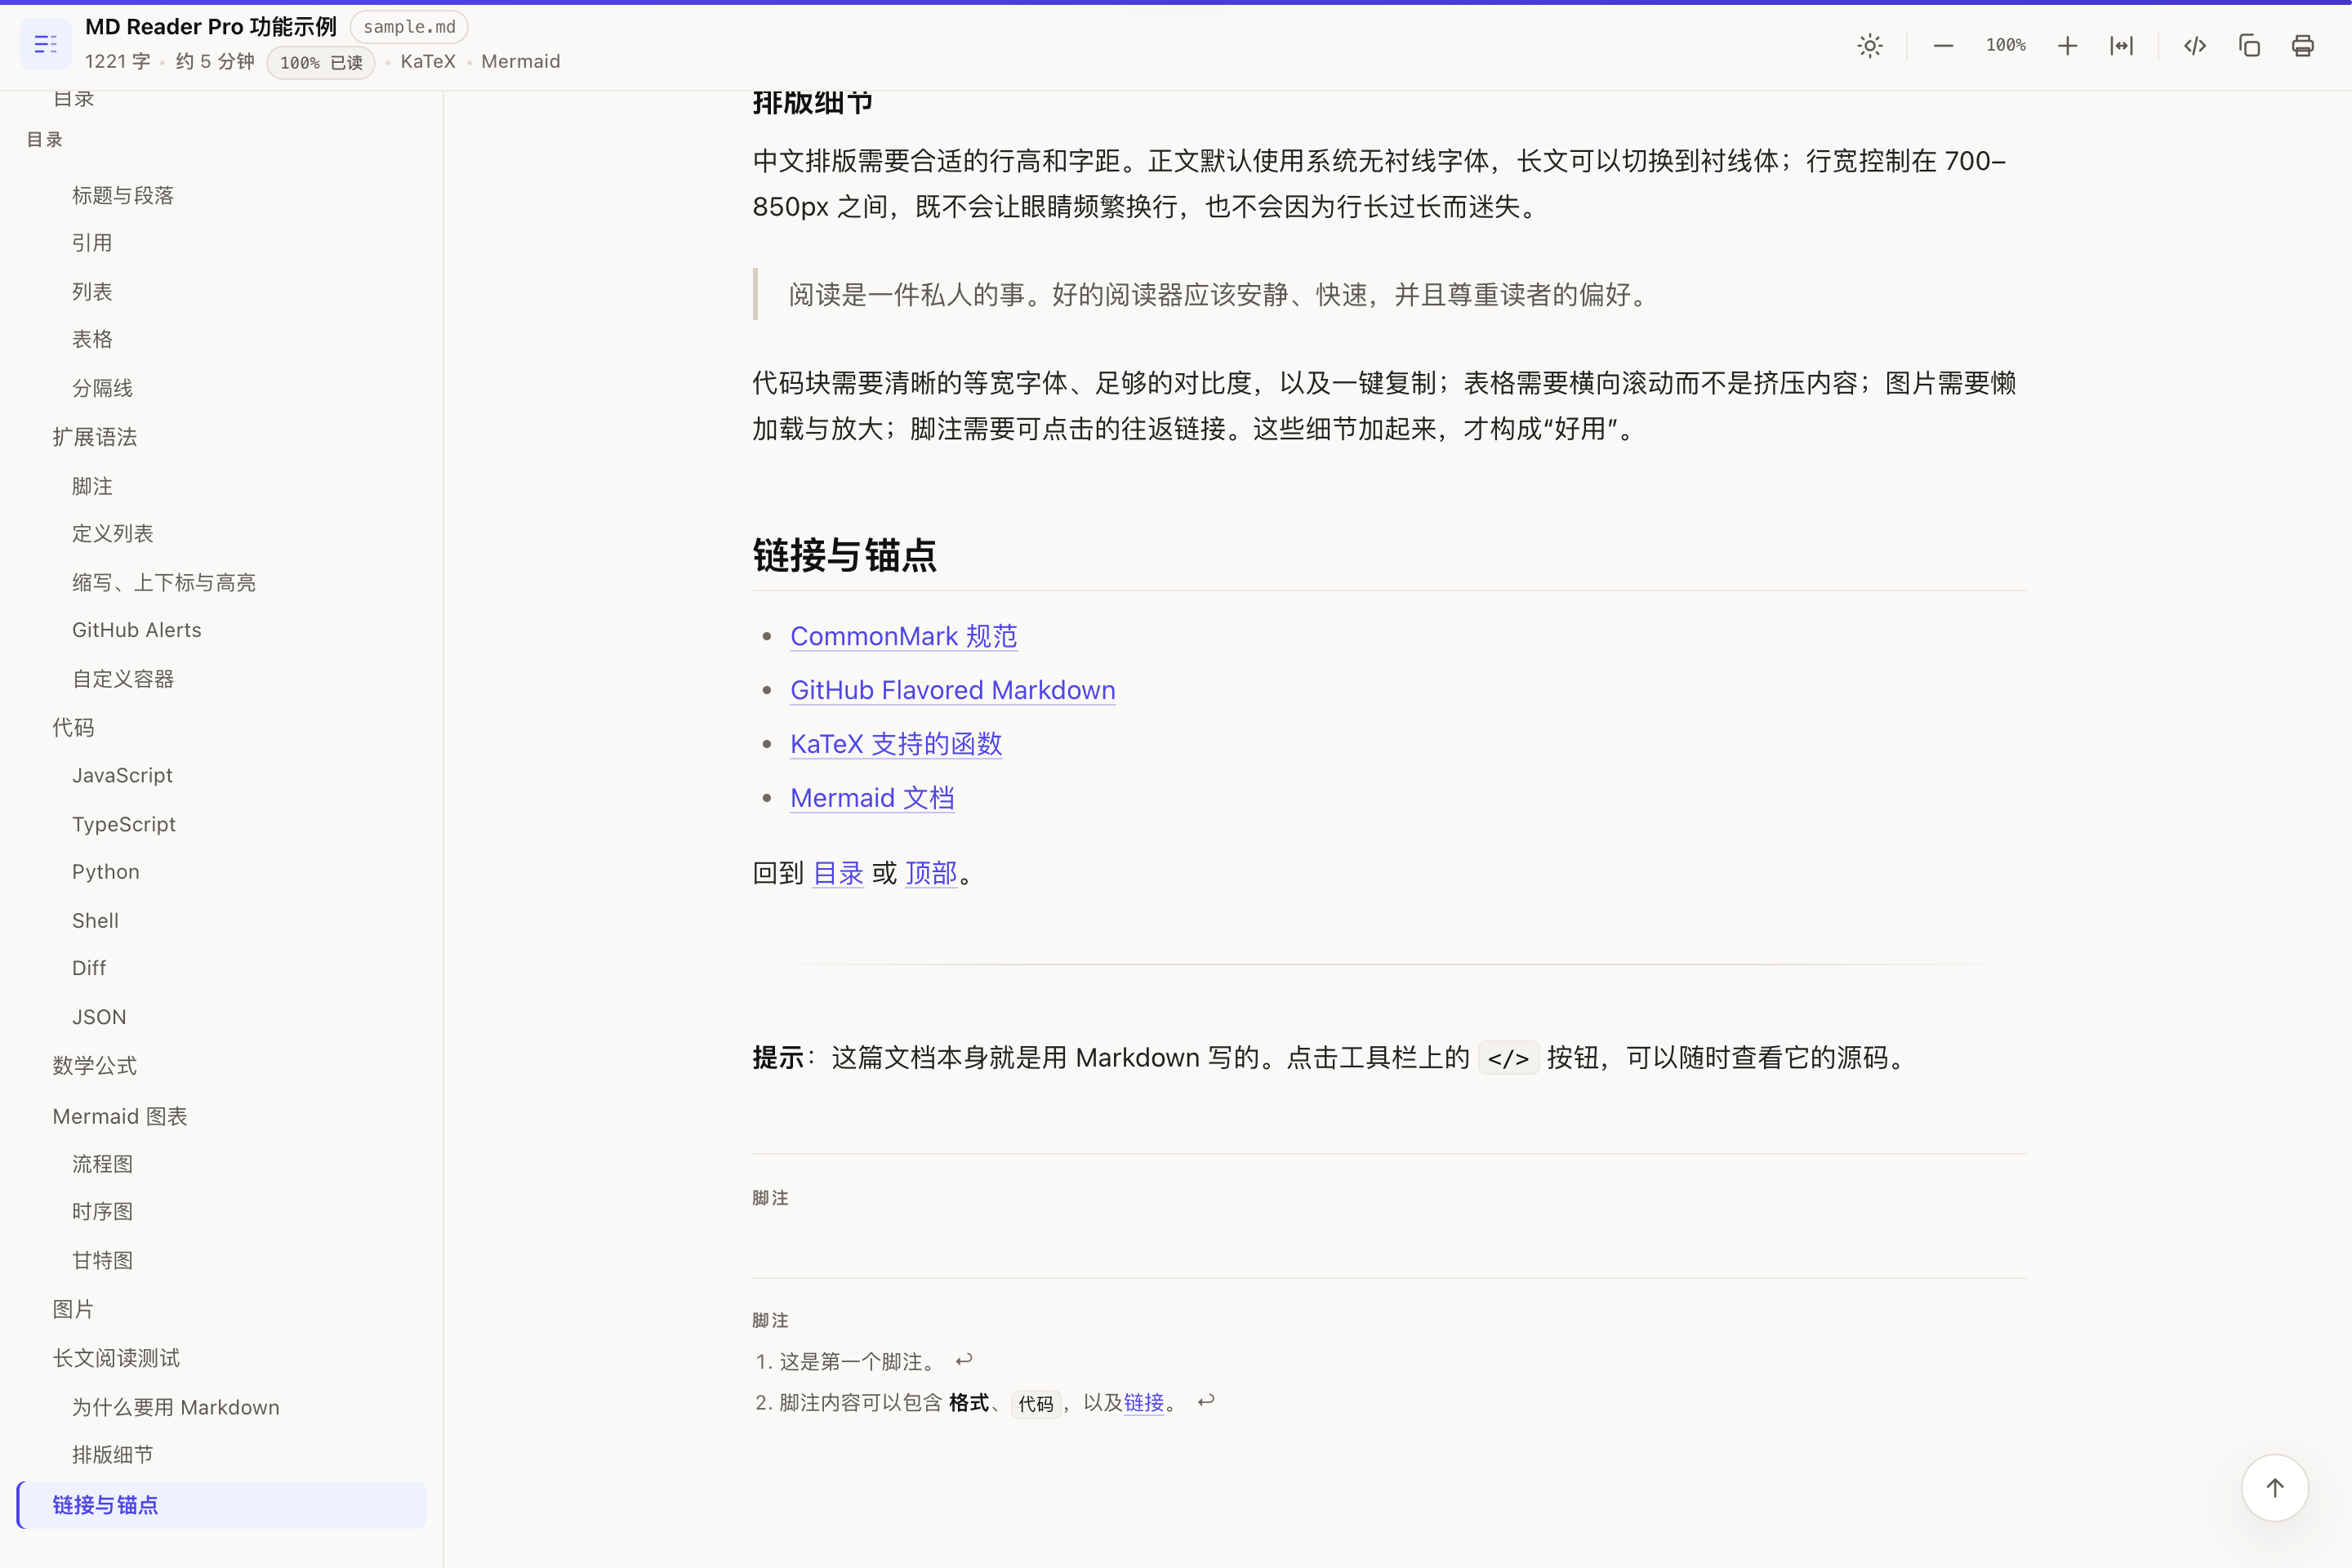 MD Reader Pro 功能示例 sample.md
1221 字 • 约 5 分钟 100% 已读 • KaTeX • Mermaid
100%
目录
目录
标题与段落
引用
列表
表格
分隔线
扩展语法
脚注
定义列表
缩写、上下标与高亮
GitHub Alerts
自定义容器
代码
JavaScript
TypeScript
Python
Shell
Diff
JSON
数学公式
Mermaid 图表
流程图
时序图
甘特图
图片
长文阅读测试
为什么要用 Markdown
排版细节
链接与锚点
排版细节
中文排版需要合适的行高和字距。正文默认使用系统无衬线字体，长文可以切换到衬线体；行宽控制在 700–
850px 之间，既不会让眼睛频繁换行，也不会因为行长过长而迷失。
阅读是一件私人的事。好的阅读器应该安静、快速，并且尊重读者的偏好。
代码块需要清晰的等宽字体、足够的对比度，以及一键复制；表格需要横向滚动而不是挤压内容；图片需要懒
加载与放大；脚注需要可点击的往返链接。这些细节加起来，才构成“好用”。
链接与锚点
• CommonMark 规范
• GitHub Flavored Markdown
• KaTeX 支持的函数
• Mermaid 文档
回到 目录 或 顶部。
提示：这篇文档本身就是用 Markdown 写的。点击工具栏上的 </> 按钮，可以随时查看它的源码。
脚注
脚注
1. 这是第一个脚注。 ↩
2. 脚注内容可以包含 格式、代码，以及链接。 ↩